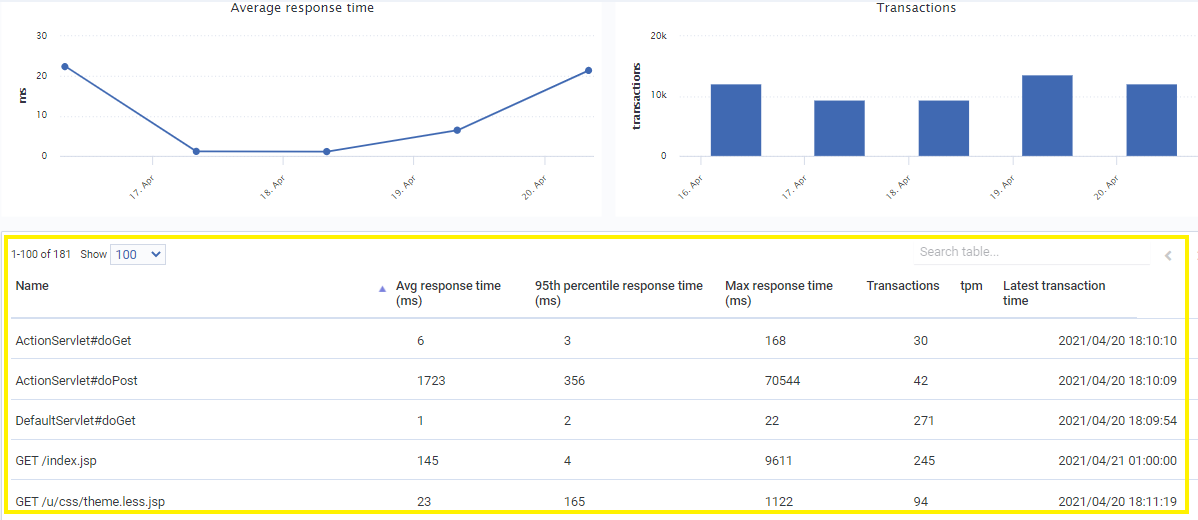 Average response time
30
20
10
0
ms
17. Apr
18. Apr
19. Apr
20. Apr
Transactions
20k
10k
0
transactions
16. Apr
17. Apr
18. Apr
19. Apr
20. Apr
1-100 of 181 Show 100 Search table...
Name Avg response time (ms) 95th percentile response time (ms) Max response time (ms) Transactions tpm Latest transaction time
ActionServlet#doGet 6 3 168 30 2021/04/20 18:10:10
ActionServlet#doPost 1723 356 70544 42 2021/04/20 18:10:09
DefaultServlet#doGet 1 2 22 271 2021/04/20 18:09:54
GET /index.jsp 145 4 9611 245 2021/04/21 01:00:00
GET /u/css/theme.less.jsp 23 165 1122 94 2021/04/20 18:11:19